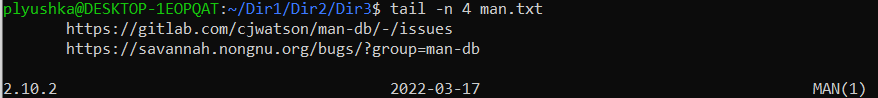 plyushka@DESKTOP-1EOPQAT:~/Dir1/Dir2/Dir3$ tail -n 4 man.txt
https://gitlab.com/cjwatson/man-db/-/issues
https://savannah.nongnu.org/bugs/?group=man-db
2.10.2 2022-03-17 MAN(1)